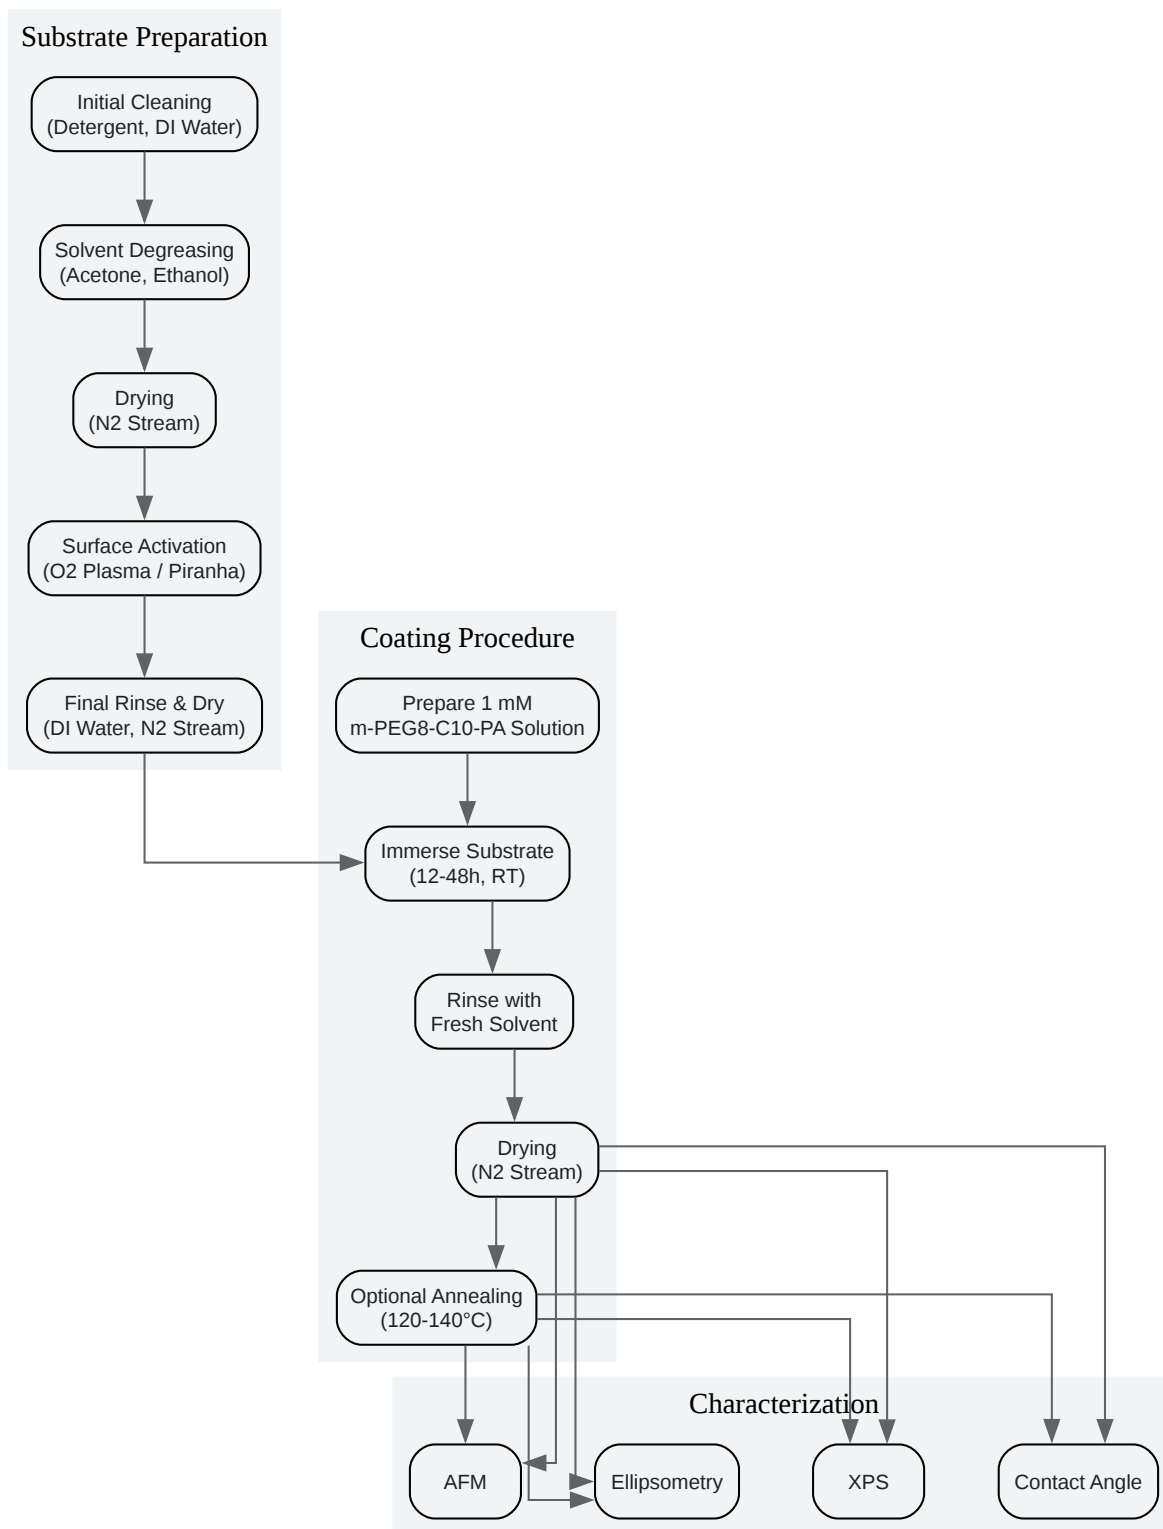 Substrate Preparation
Initial Cleaning
(Detergent, DI Water)
Solvent Degreasing
(Acetone, Ethanol)
Drying
(N2 Stream)
Surface Activation
(O2 Plasma / Piranha)
Final Rinse & Dry
(DI Water, N2 Stream)
Coating Procedure
Prepare 1 mM
m-PEG8-C10-PA Solution
Immerse Substrate
(12-48h, RT)
Rinse with
Fresh Solvent
Drying
(N2 Stream)
Optional Annealing
(120-140°C)
Characterization
AFM
Ellipsometry
XPS
Contact Angle